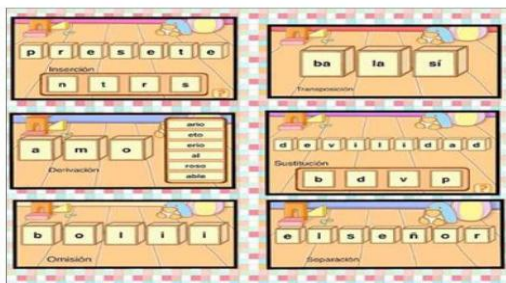 p r e s e t e
Inserción
n t r s
ba la sí
Transposición
a m o
Derivación
ario
eto
erio
al
roso
able
d e v i l i d a d
Sustitución
b d v p
b o l i i
Omisión
e l s e ñ o r
Separación